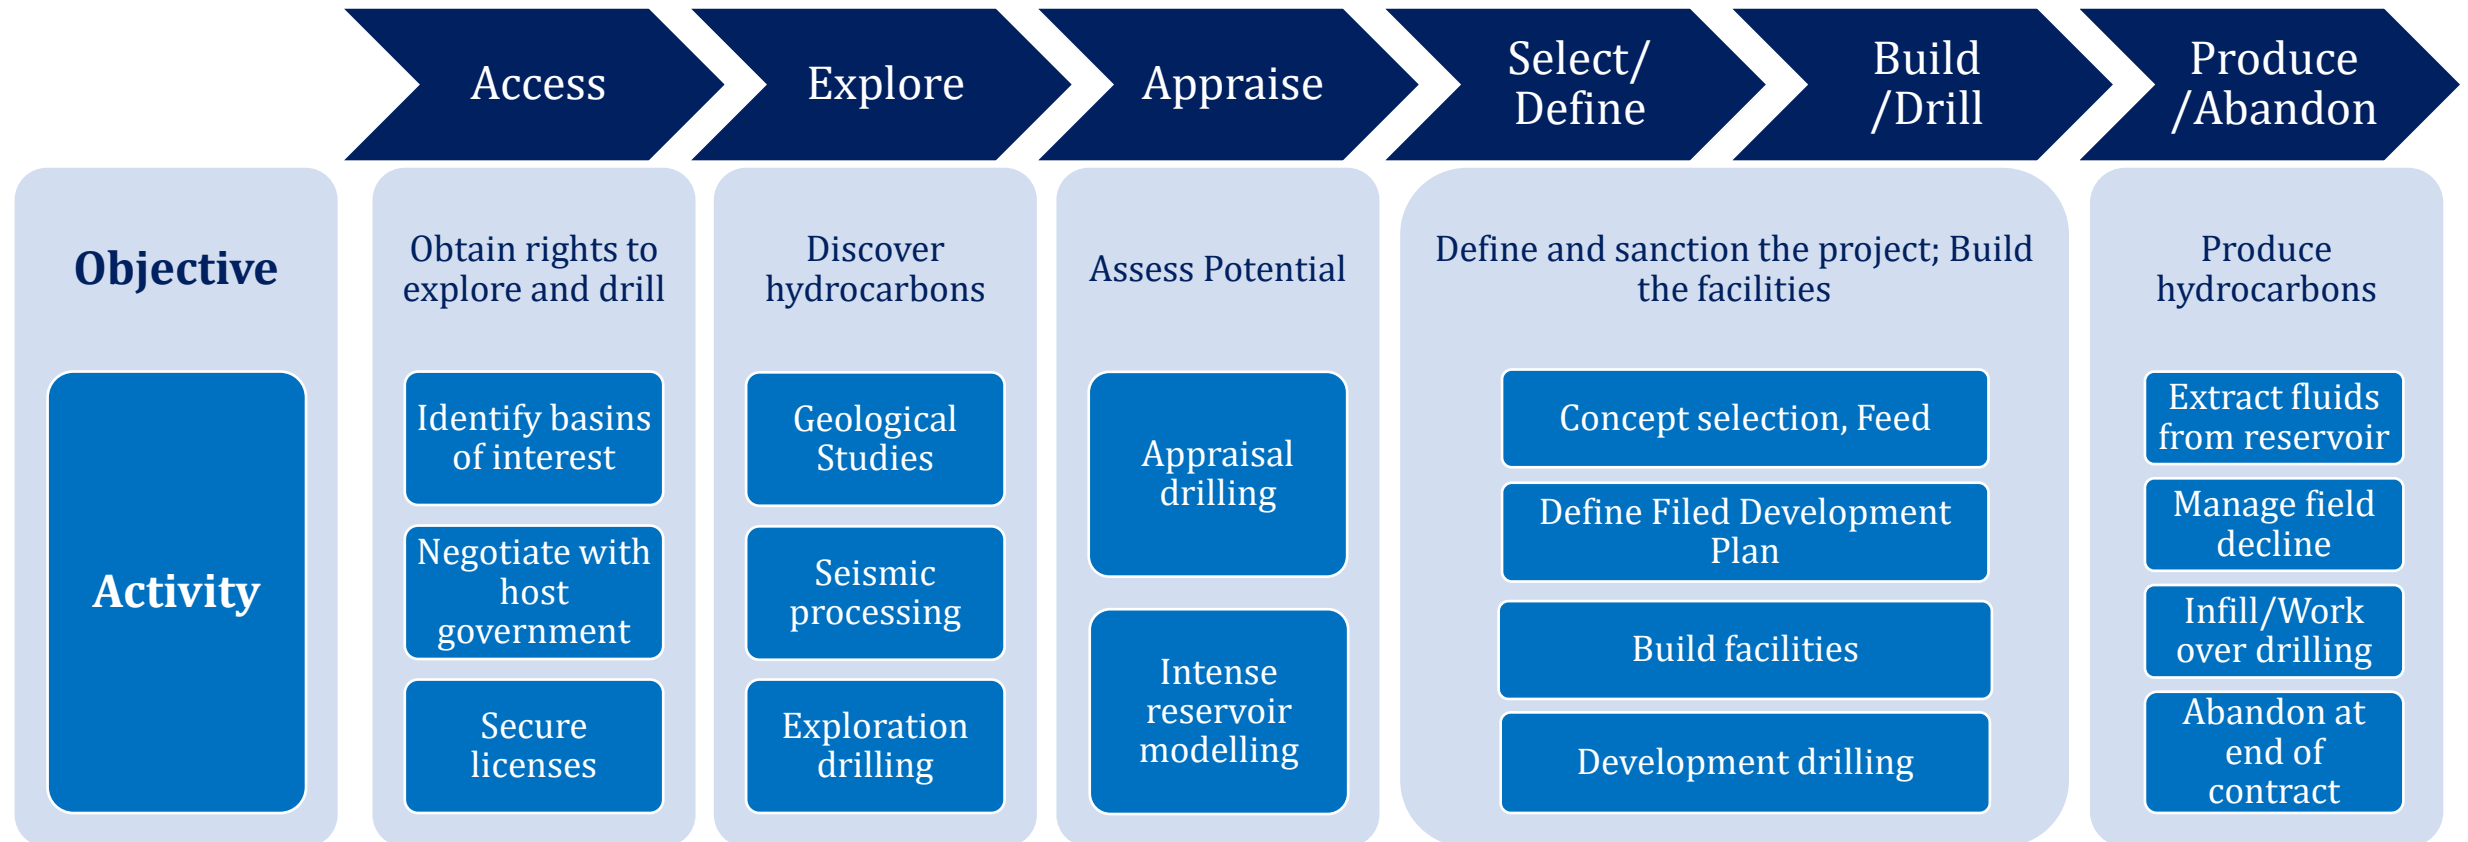 Access
Explore
Appraise
Select/
Define
Build
/Drill
Produce
/Abandon
Objective
Obtain rights to
explore and drill
Discover
hydrocarbons
Assess Potential
Define and sanction the project; Build
the facilities
Produce
hydrocarbons
Activity
Identify basins
of interest
Negotiate with
host
government
Secure
licenses
Geological
Studies
Seismic
processing
Exploration
drilling
Appraisal
drilling
Intense
reservoir
modelling
Concept selection, Feed
Define Filed Development
Plan
Build facilities
Development drilling
Extract fluids
from reservoir
Manage field
decline
Infill/Work
over drilling
Abandon at
end of
contract